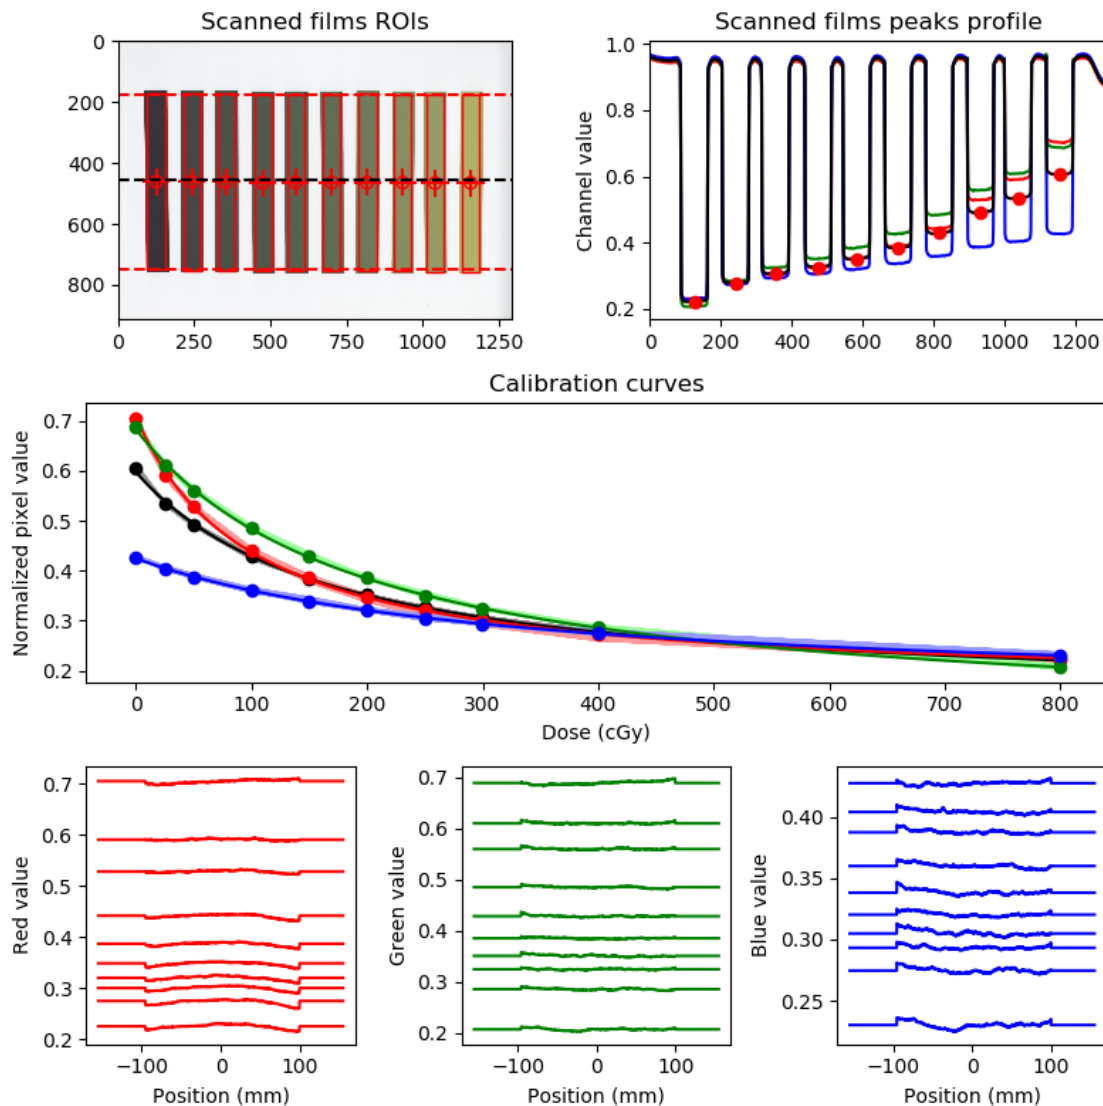 Scanned films ROIs
0
200
400
600
800
0 250 500 750 1000 1250
Scanned films peaks profile
Channel value
1.0
0.8
0.6
0.4
0.2
0 200 400 600 800 1000 1200
Calibration curves
Normalized pixel value
0.7
0.6
0.5
0.4
0.3
0.2
0 100 200 300 400 500 600 700 800
Dose (cGy)
Red value
0.7
0.6
0.5
0.4
0.3
0.2
−100 0 100
Position (mm)
Green value
0.7
0.6
0.5
0.4
0.3
0.2
−100 0 100
Position (mm)
Blue value
0.40
0.35
0.30
0.25
−100 0 100
Position (mm)